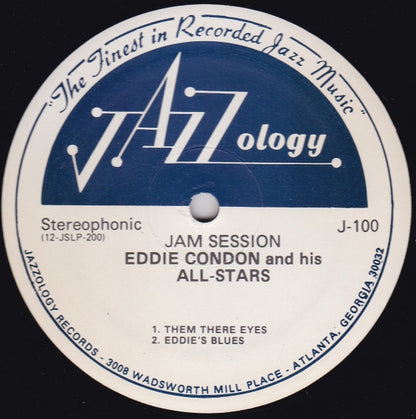 "The Finest in Recorded Jazz Music"
JAZZology
Stereophonic
(12-JSLP-200)
J-100
JAM SESSION
EDDIE CONDON and his
ALL-STARS
1. THEM THERE EYES
2. EDDIE'S BLUES
JAZZOLOGY RECORDS - 3008 WADSWORTH MILL PLACE - ATLANTA, GEORGIA 30032